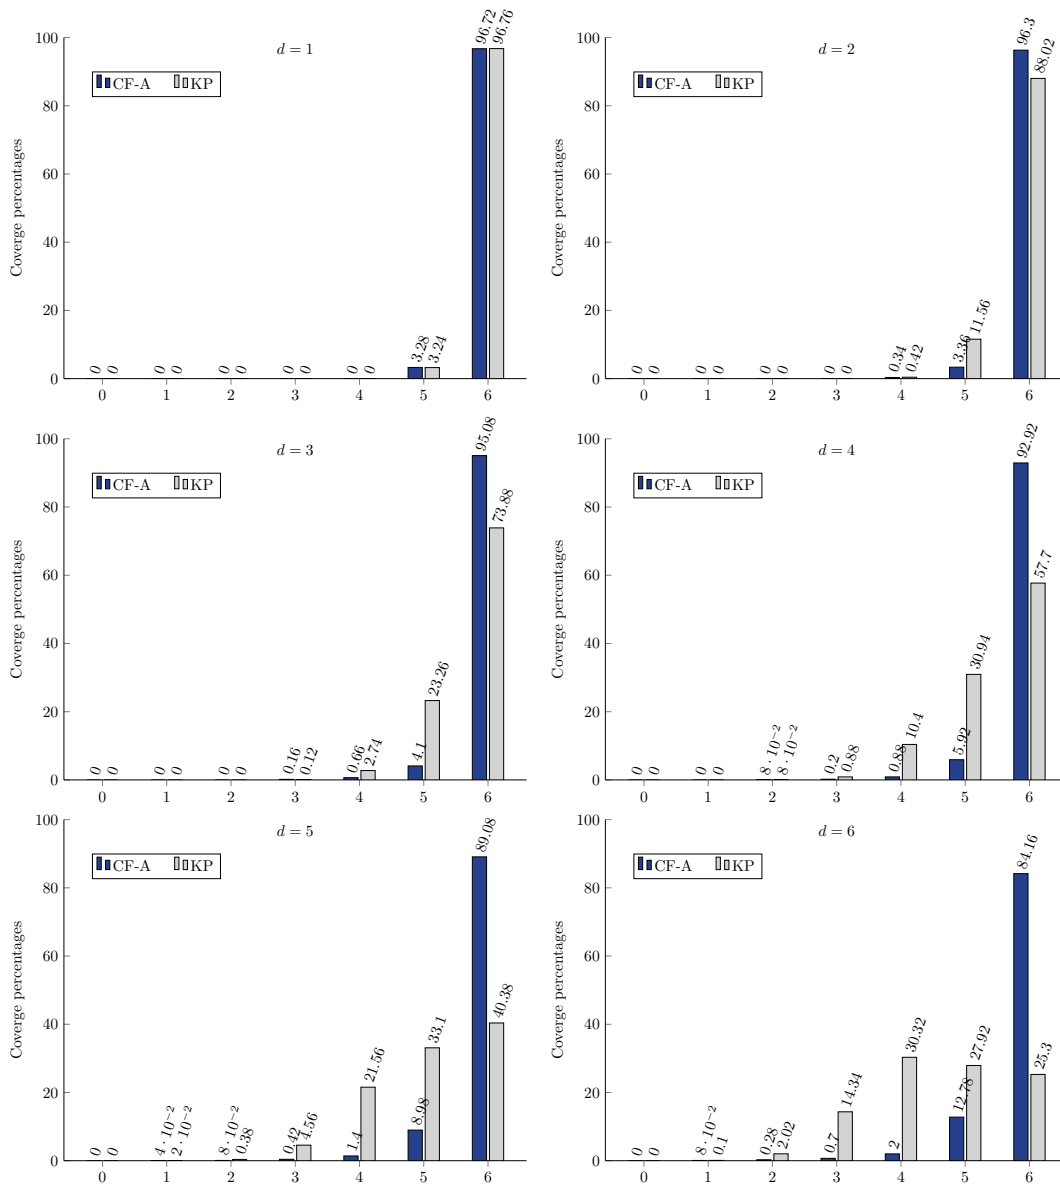 d = 1
CF-A KP
Coverge percentages
0 20 40 60 80 100
0 0 0 0 0 0 0 0 0 0 3.28 3.24 96.72 96.76
0 1 2 3 4 5 6
d = 2
CF-A KP
Coverge percentages
0 20 40 60 80 100
0 0 0 0 0 0 0 0 0.34 0.42 3.36 11.56 96.3 88.02
0 1 2 3 4 5 6
d = 3
CF-A KP
Coverge percentages
0 20 40 60 80 100
0 0 0 0 0 0 0.16 0.12 0.66 2.74 4.1 23.26 95.08 73.88
0 1 2 3 4 5 6
d = 4
CF-A KP
Coverge percentages
0 20 40 60 80 100
0 0 0 0 8 · 10⁻² 8 · 10⁻² 0.2 0.88 0.88 10.4 5.92 30.94 92.92 57.7
0 1 2 3 4 5 6
d = 5
CF-A KP
Coverge percentages
0 20 40 60 80 100
0 0 4 · 10⁻² 2 · 10⁻² 8 · 10⁻² 0.38 0.42 4.56 1.4 21.56 8.98 33.1 89.08 40.38
0 1 2 3 4 5 6
d = 6
CF-A KP
Coverge percentages
0 20 40 60 80 100
0 0 8 · 10⁻² 0.1 0.28 2.02 0.7 14.34 2 30.32 12.78 27.92 84.16 25.3
0 1 2 3 4 5 6